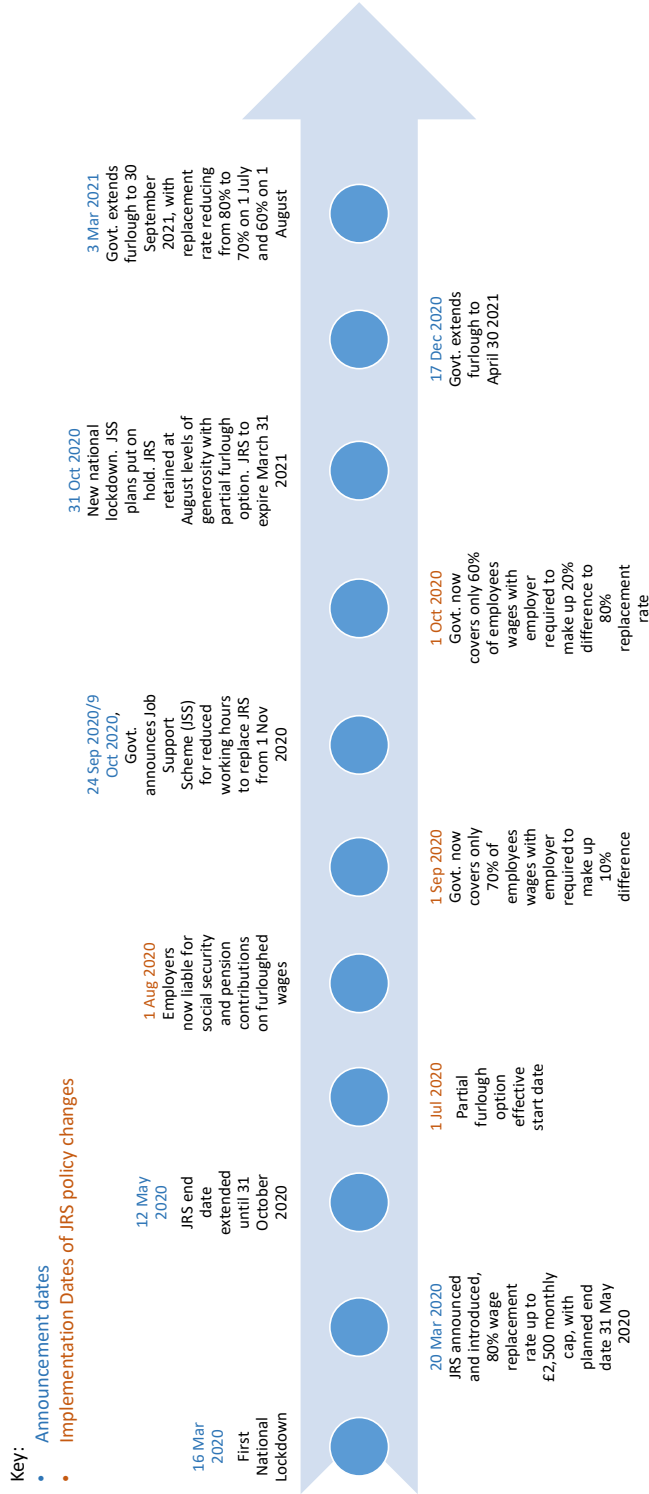 Key:
• Announcement dates
• Implementation Dates of JRS policy changes
16 Mar
2020
First
National
Lockdown
20 Mar 2020
JRS announced
and introduced,
80% wage
replacement
rate up to
£2,500 monthly
cap, with
planned end
date 31 May
2020
12 May
2020
JRS end
date
extended
until 31
October
2020
1 Jul 2020
Partial
furlough
option
effective
start date
1 Aug 2020
Employers
now liable for
social security
and pension
contributions
on furloughed
wages
1 Sep 2020
Govt. now
covers only
70% of
employees
wages with
employer
required to
make up
10%
difference
24 Sep 2020/9
Oct 2020,
Govt.
announces Job
Support
Scheme (JSS)
for reduced
working hours
to replace JRS
from 1 Nov
2020
1 Oct 2020
Govt. now
covers only 60%
of employees
wages with
employer
required to
make up 20%
difference to
80%
replacement
rate
31 Oct 2020
New national
lockdown. JSS
plans put on
hold. JRS
retained at
August levels of
generosity with
partial furlough
option. JRS to
expire March 31
2021
17 Dec 2020
Govt. extends
furlough to
April 30 2021
3 Mar 2021
Govt. extends
furlough to 30
September
2021, with
replacement
rate reducing
from 80% to
70% on 1 July
and 60% on 1
August